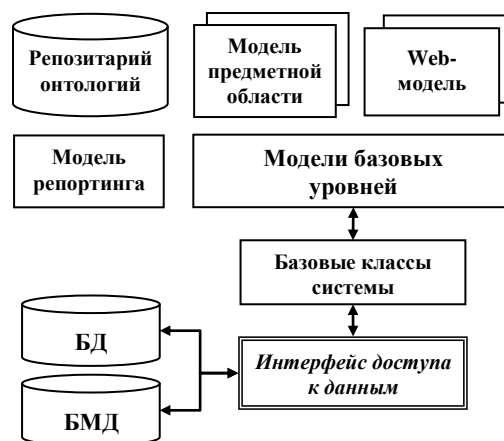 Репозитарий
онтологий
Модель
предметной
области
Web-
модель
Модель
репортинга
Модели базовых
уровней
Базовые классы
системы
БД
Интерфейс доступа
к данным
БМД